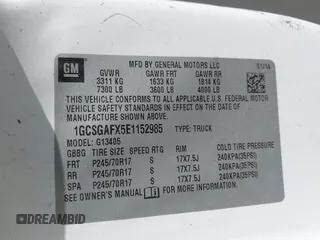 GM
MFD BY GENERAL MOTORS LLC
GVWR GAWR FRT GAWR RR
3311 KG 1633 KG 1814 KG
7300 LB 3600 LB 4000 LB
THIS VEHICLE CONFORMS TO ALL APPLICABLE U.S. FEDERAL MOTOR
VEHICLE SAFETY STANDARDS IN EFFECT ON THE DATE OF
MANUFACTURE SHOWN ABOVE.
1GCSGAFX5E1152985 TYPE: TRUCK
MODEL: G13405
G8BG TIRE SIZE SPEED RTG RIM COLD TIRE PRESSURE
FRT P245/70R17 S 17X7.5J 240KPA(35PSI)
RR P245/70R17 S 17X7.5J 240KPA(35PSI)
SPA P245/70R17 S 17X7.5J 240KPA(35PSI)
SEE OWNER'S MANUAL FOR ADDITIONAL INFORMATION.
DREAMBID